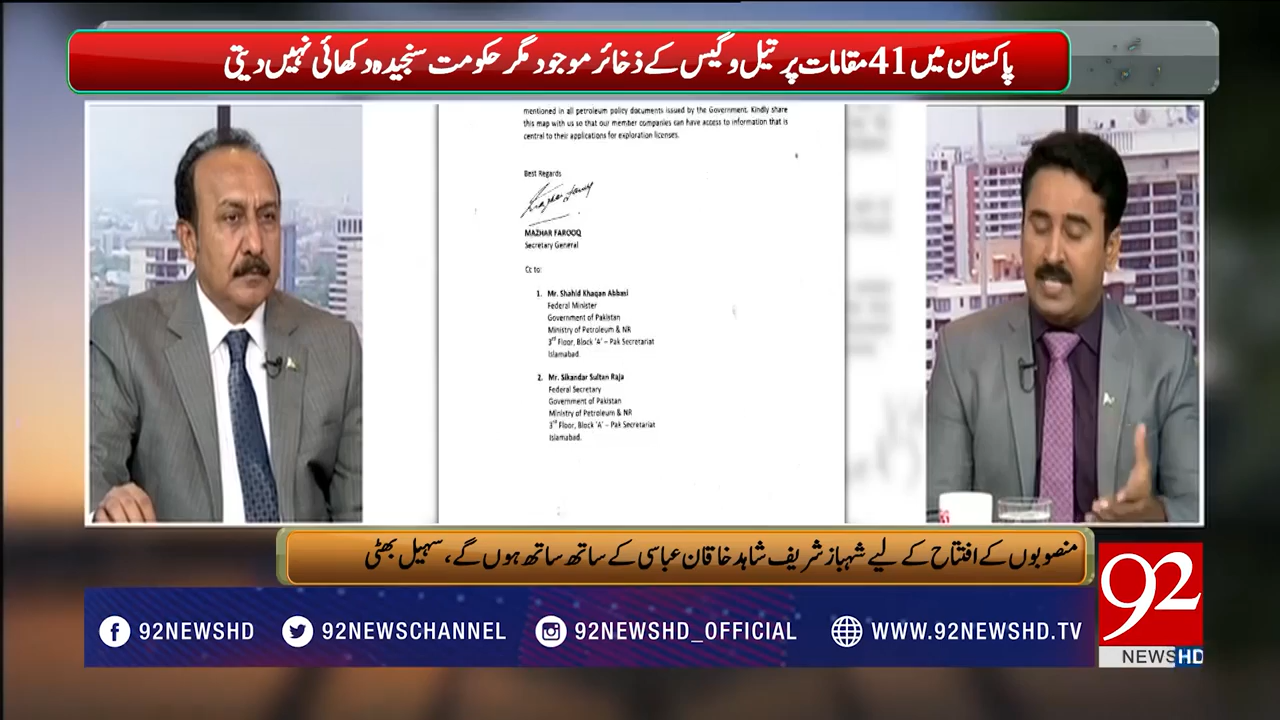 پاکستان میں 41 مقامات پر تیل و گیس کے ذخائر موجود مگر حکومت سنجیدہ دکھائی نہیں دیتی
mentioned in all petroleum policy documents issued by the Government. Kindly share
this map with us so that our member companies can have access to information that is
central to their applications for exploration licenses.
Best Regards
MAZHAR FAROOQ
Secretary General
Cc to:
1. Mr. Shahid Khaqan Abbasi
Federal Minister
Government of Pakistan
Ministry of Petroleum & NR
3rd Floor, Block 'A' – Pak Secretariat
Islamabad.
2. Mr. Sikandar Sultan Raja
Federal Secretary
Government of Pakistan
Ministry of Petroleum & NR
3rd Floor, Block 'A' – Pak Secretariat
Islamabad.
منصوبوں کے افتتاح کے لیے شہباز شریف شاہد خاقان عباسی کے ساتھ ساتھ ہوں گے، سہیل بھٹی
92NEWSHD
92NEWSCHANNEL
92NEWSHD_OFFICIAL
WWW.92NEWSHD.TV
92
NEWSHD